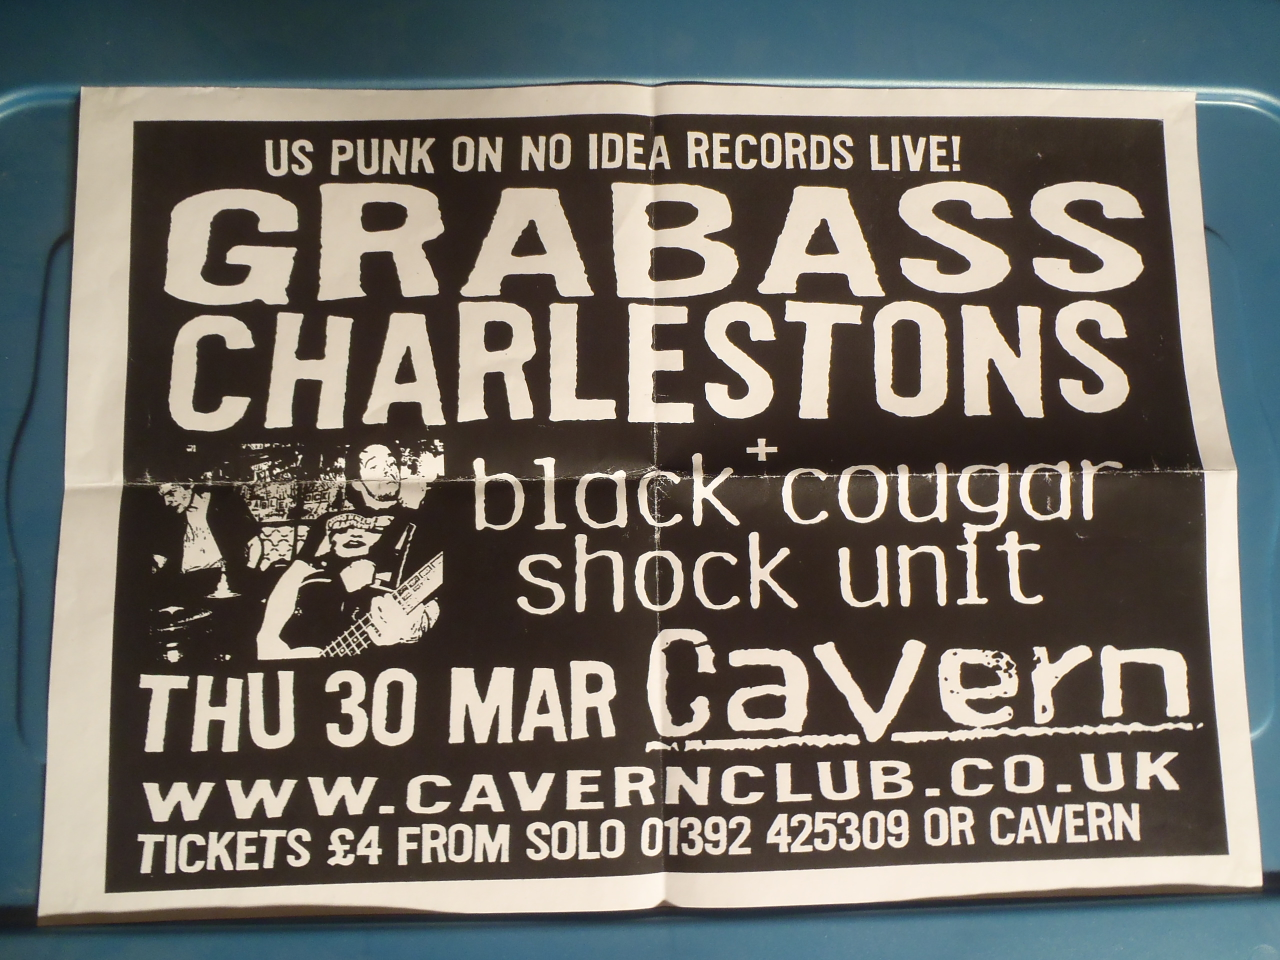 US PUNK ON NO IDEA RECORDS LIVE!
GRABASS
CHARLESTONS
+
black cougar
shock unit
THU 30 MAR Cavern
WWW.CAVERNCLUB.CO.UK
TICKETS £4 FROM SOLO 01392 425309 OR CAVERN